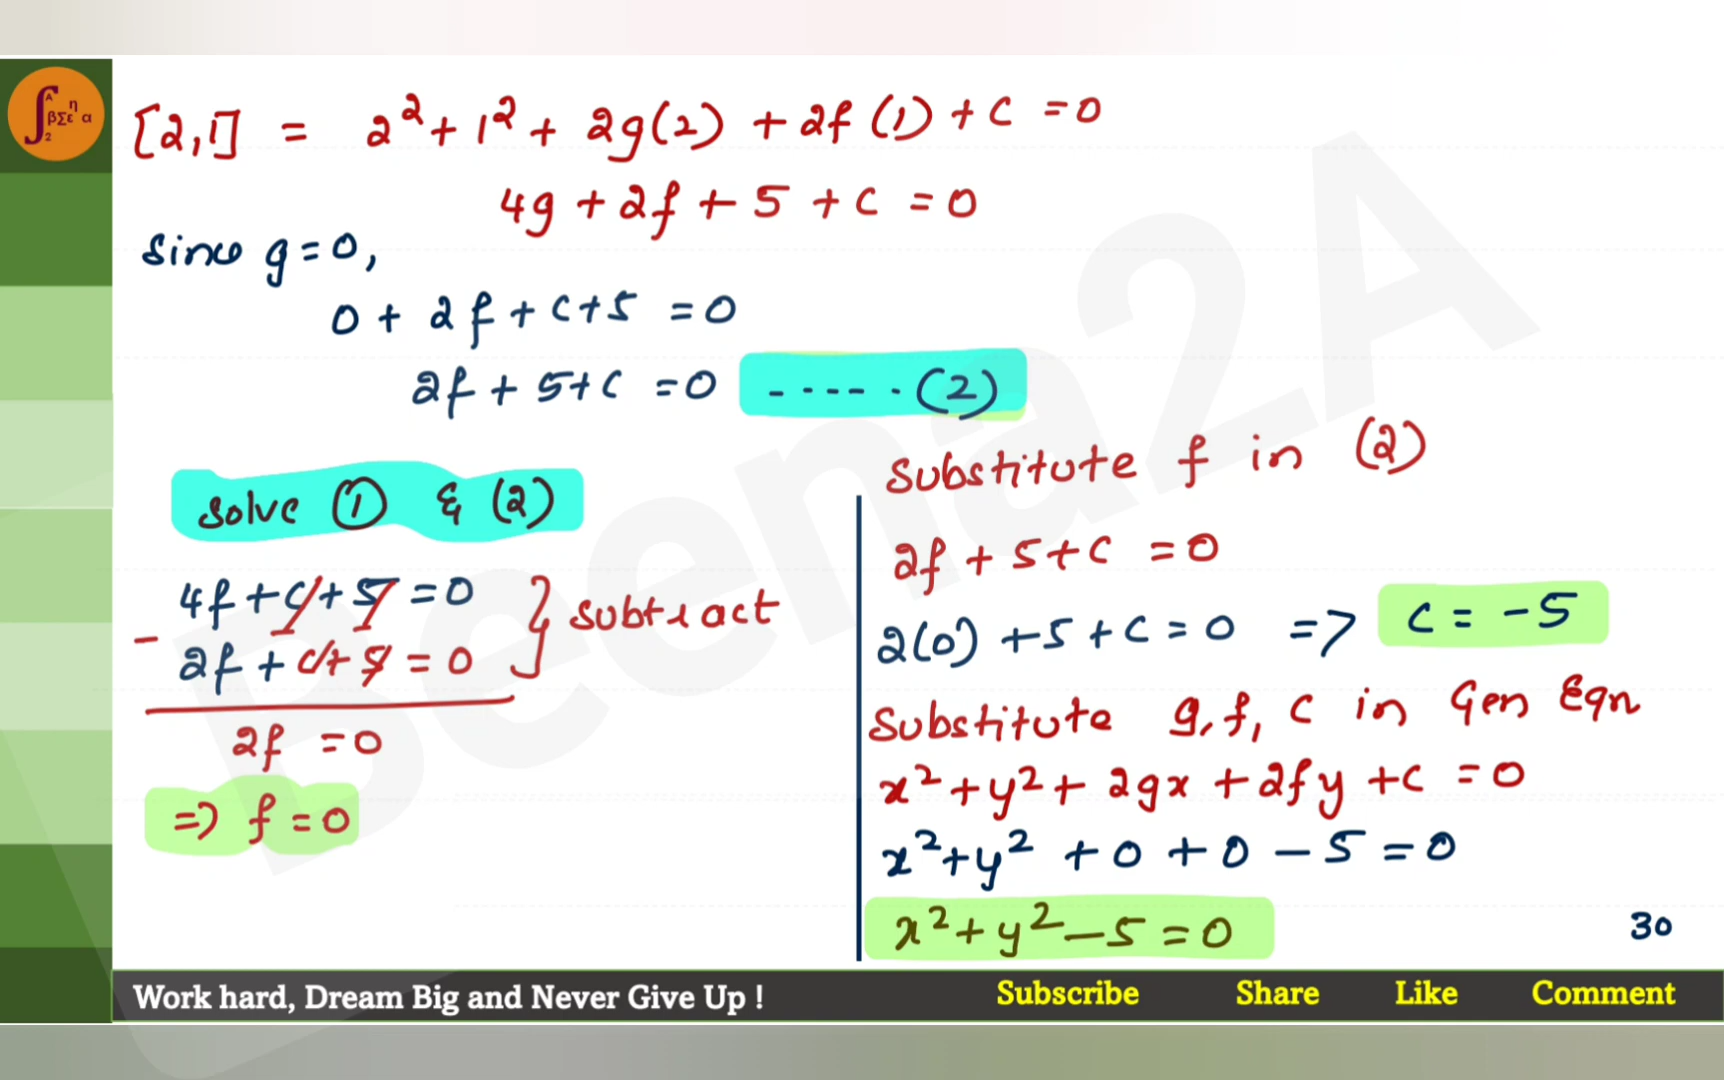 [2,1] = 2² + 1² + 2g(2) + 2f(1) + c = 0
4g + 2f + 5 + c = 0
Since g = 0,
0 + 2f + c + 5 = 0
2f + 5 + c = 0 ------(2)
Solve ① & (2)
4f + c + 5 = 0
- 2f + c + 5 = 0 } subtract
2f = 0
=> f = 0
Substitute f in (2)
2f + 5 + c = 0
2(0) + 5 + c = 0 => c = -5
Substitute g, f, c in Gen Eqn
x² + y² + 2gx + 2fy + c = 0
x² + y² + 0 + 0 - 5 = 0
x² + y² - 5 = 0
30
Beena2A
Work hard, Dream Big and Never Give Up !
Subscribe Share Like Comment